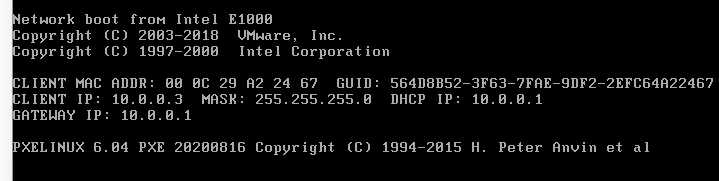 Network boot from Intel E1000
Copyright (C) 2003-2018  VMware, Inc.
Copyright (C) 1997-2000  Intel Corporation
CLIENT MAC ADDR: 00 0C 29 A2 24 67  GUID: 564D8B52-3F63-7FAE-9DF2-2EFC64A22467
CLIENT IP: 10.0.0.3  MASK: 255.255.255.0  DHCP IP: 10.0.0.1
GATEWAY IP: 10.0.0.1
PXELINUX 6.04 PXE 20200816 Copyright (C) 1994-2015 H. Peter Anvin et al